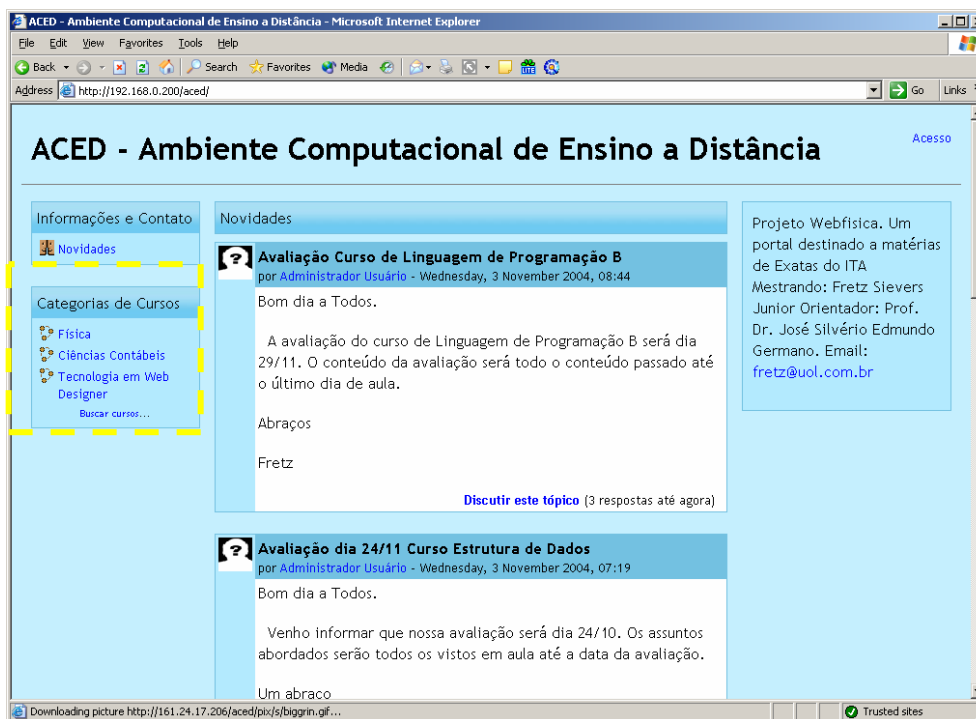 ACED - Ambiente Computacional de Ensino a Distância - Microsoft Internet Explorer
File Edit View Favorites Tools Help
Back Search Favorites Media
Address http://192.168.0.200/aced/ Go Links
ACED - Ambiente Computacional de Ensino a Distância
Acesso
Informações e Contato
Novidades
Categorias de Cursos
Física
Ciências Contábeis
Tecnologia em Web
Designer
Buscar cursos...
Novidades
Avaliação Curso de Linguagem de Programação B
por Administrador Usuário - Wednesday, 3 November 2004, 08:44
Bom dia a Todos.
A avaliação do curso de Linguagem de Programação B será dia
29/11. O conteúdo da avaliação será todo o conteúdo passado até
o último dia de aula.
Abraços
Fretz
Discutir este tópico (3 respostas até agora)
Avaliação dia 24/11 Curso Estrutura de Dados
por Administrador Usuário - Wednesday, 3 November 2004, 07:19
Bom dia a Todos.
Venho informar que nossa avaliação será dia 24/10. Os assuntos
abordados serão todos os vistos em aula até a data da avaliação.
Um abraco
Projeto Webfisica. Um
portal destinado a matérias
de Exatas do ITA
Mestrando: Fretz Sievers
Junior Orientador: Prof.
Dr. José Silvério Edmundo
Germano. Email:
fretz@uol.com.br
Downloading picture http://161.24.17.206/aced/pix/s/biggrin.gif...
Trusted sites